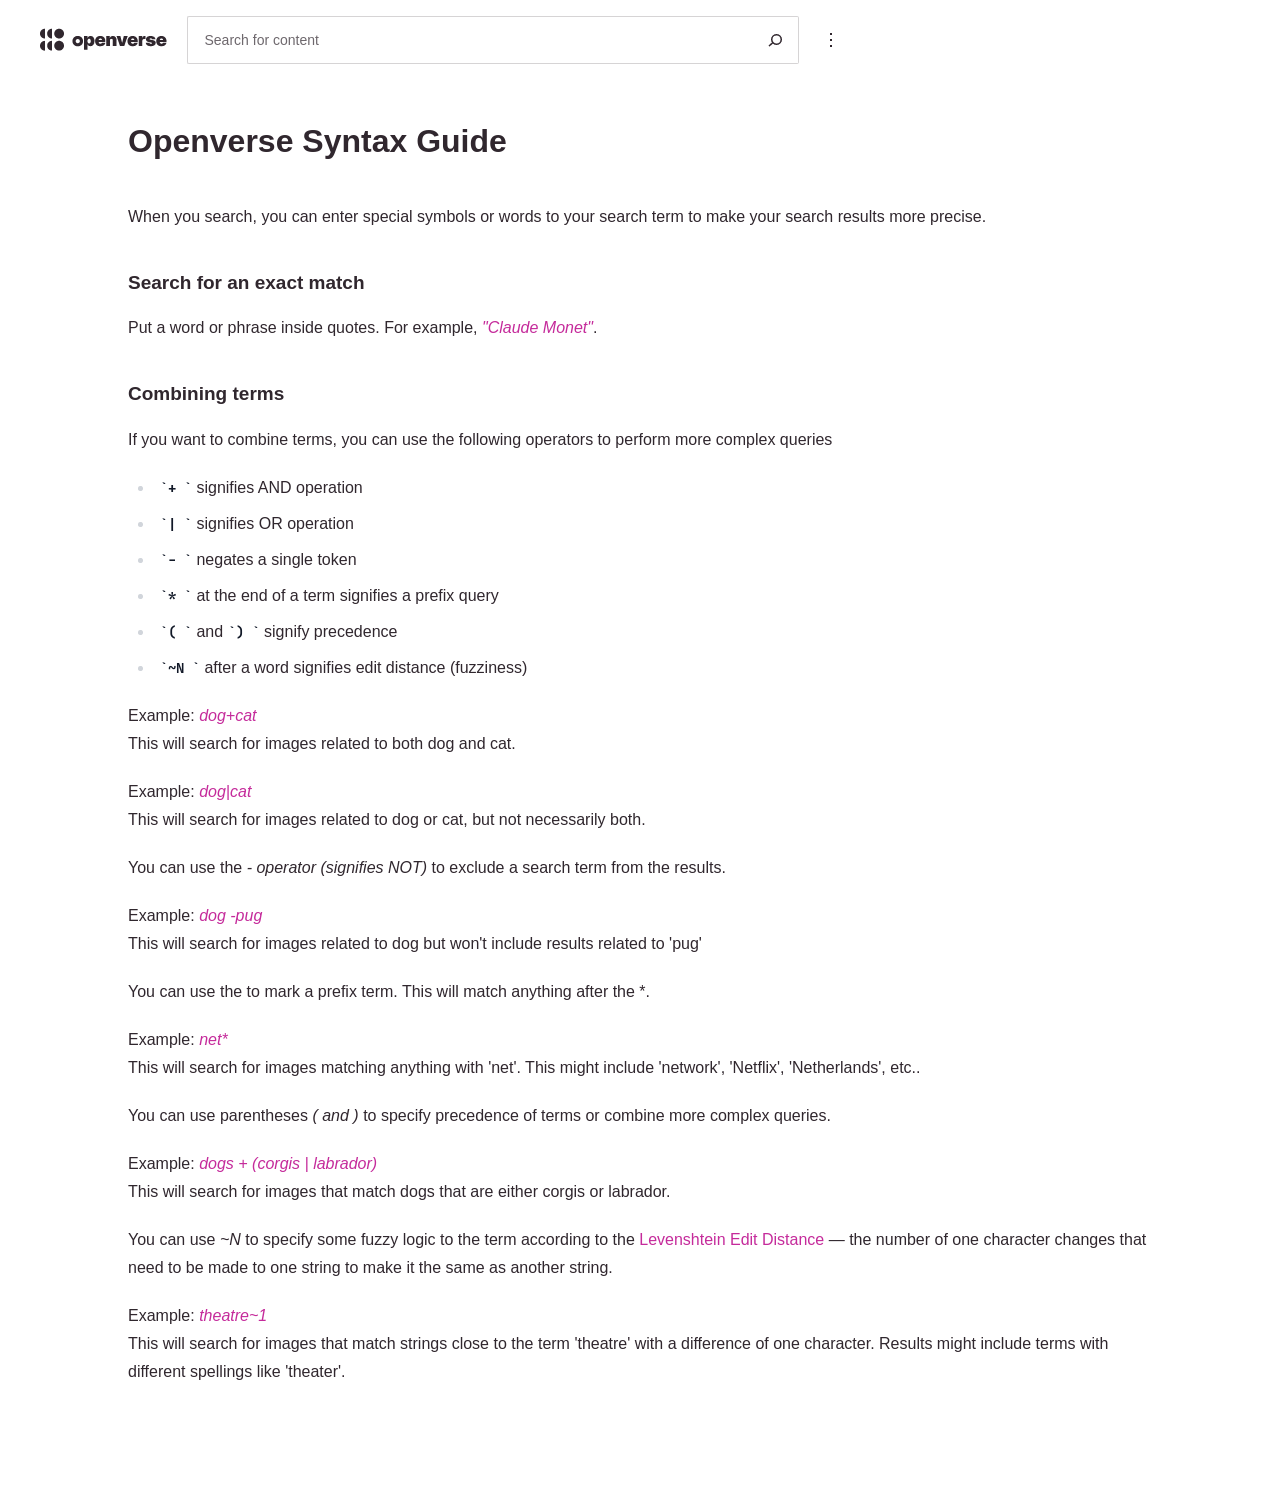 openverse
Search for content
Openverse Syntax Guide
When you search, you can enter special symbols or words to your search term to make your search results more precise.
Search for an exact match
Put a word or phrase inside quotes. For example, "Claude Monet".
Combining terms
If you want to combine terms, you can use the following operators to perform more complex queries
`+ ` signifies AND operation
`| ` signifies OR operation
`- ` negates a single token
`* ` at the end of a term signifies a prefix query
`( ` and `) ` signify precedence
`~N ` after a word signifies edit distance (fuzziness)
Example: dog+cat
This will search for images related to both dog and cat.
Example: dog|cat
This will search for images related to dog or cat, but not necessarily both.
You can use the - operator (signifies NOT) to exclude a search term from the results.
Example: dog -pug
This will search for images related to dog but won't include results related to 'pug'
You can use the to mark a prefix term. This will match anything after the *.
Example: net*
This will search for images matching anything with 'net'. This might include 'network', 'Netflix', 'Netherlands', etc..
You can use parentheses ( and ) to specify precedence of terms or combine more complex queries.
Example: dogs + (corgis | labrador)
This will search for images that match dogs that are either corgis or labrador.
You can use ~N to specify some fuzzy logic to the term according to the Levenshtein Edit Distance — the number of one character changes that
need to be made to one string to make it the same as another string.
Example: theatre~1
This will search for images that match strings close to the term 'theatre' with a difference of one character. Results might include terms with
different spellings like 'theater'.